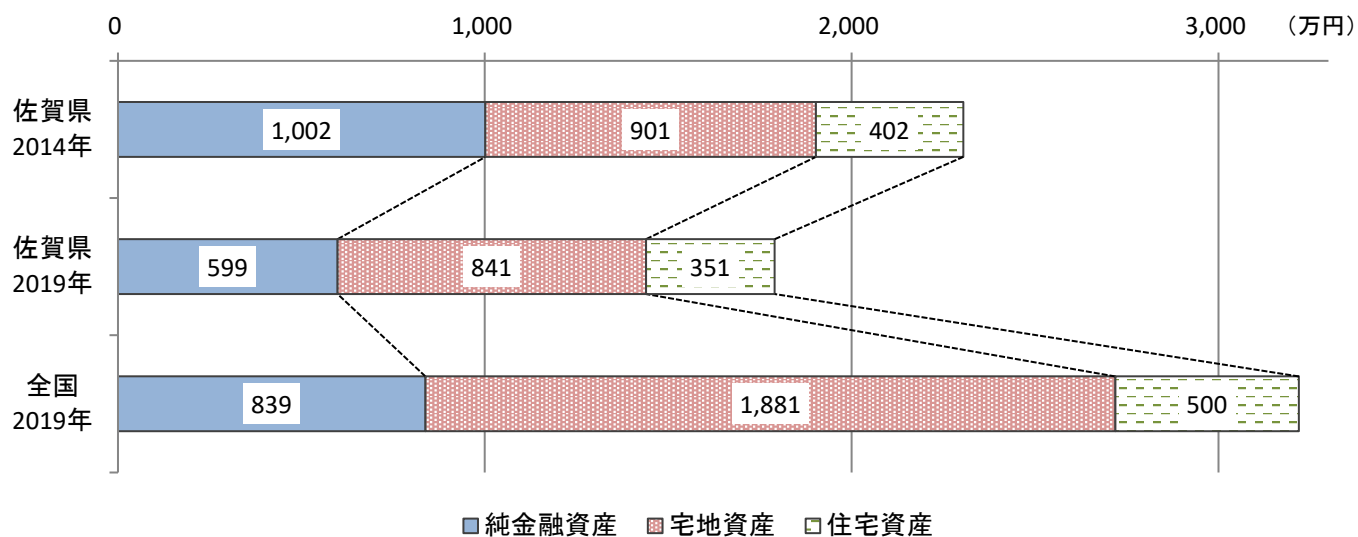 0 1,000 2,000 3,000 （万円）
佐賀県
2014年
1,002 901 402
佐賀県
2019年
599 841 351
全国
2019年
839 1,881 500
純金融資産 宅地資産 住宅資産